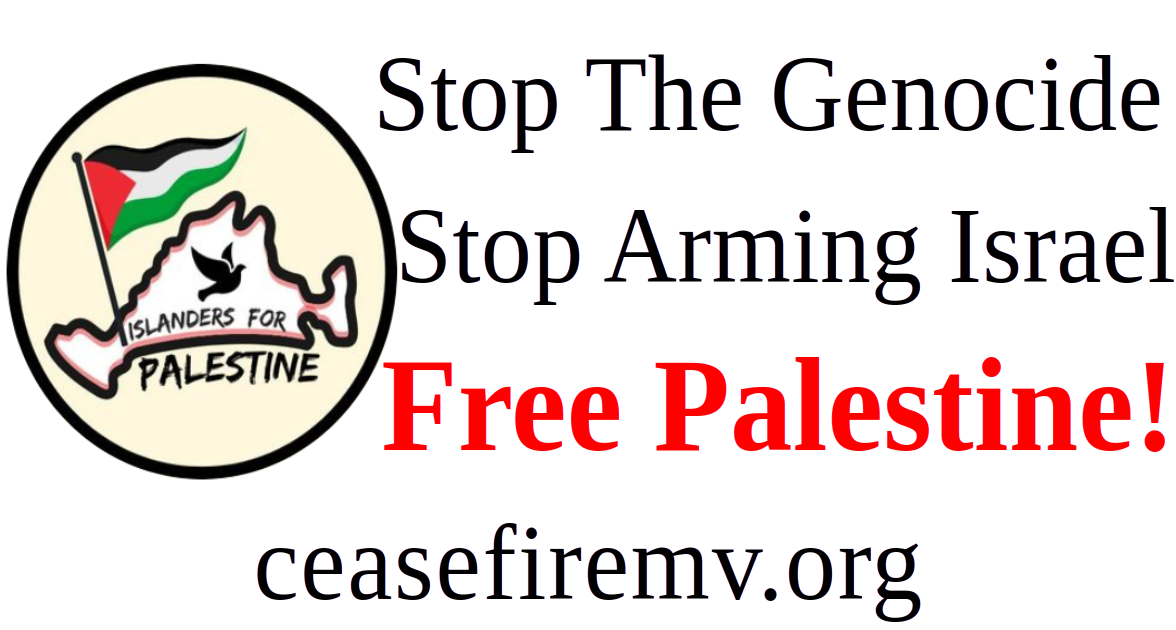 Stop The Genocide
Stop Arming Israel
ISLANDERS FOR
PALESTINE
Free Palestine!
ceasefiremv.org